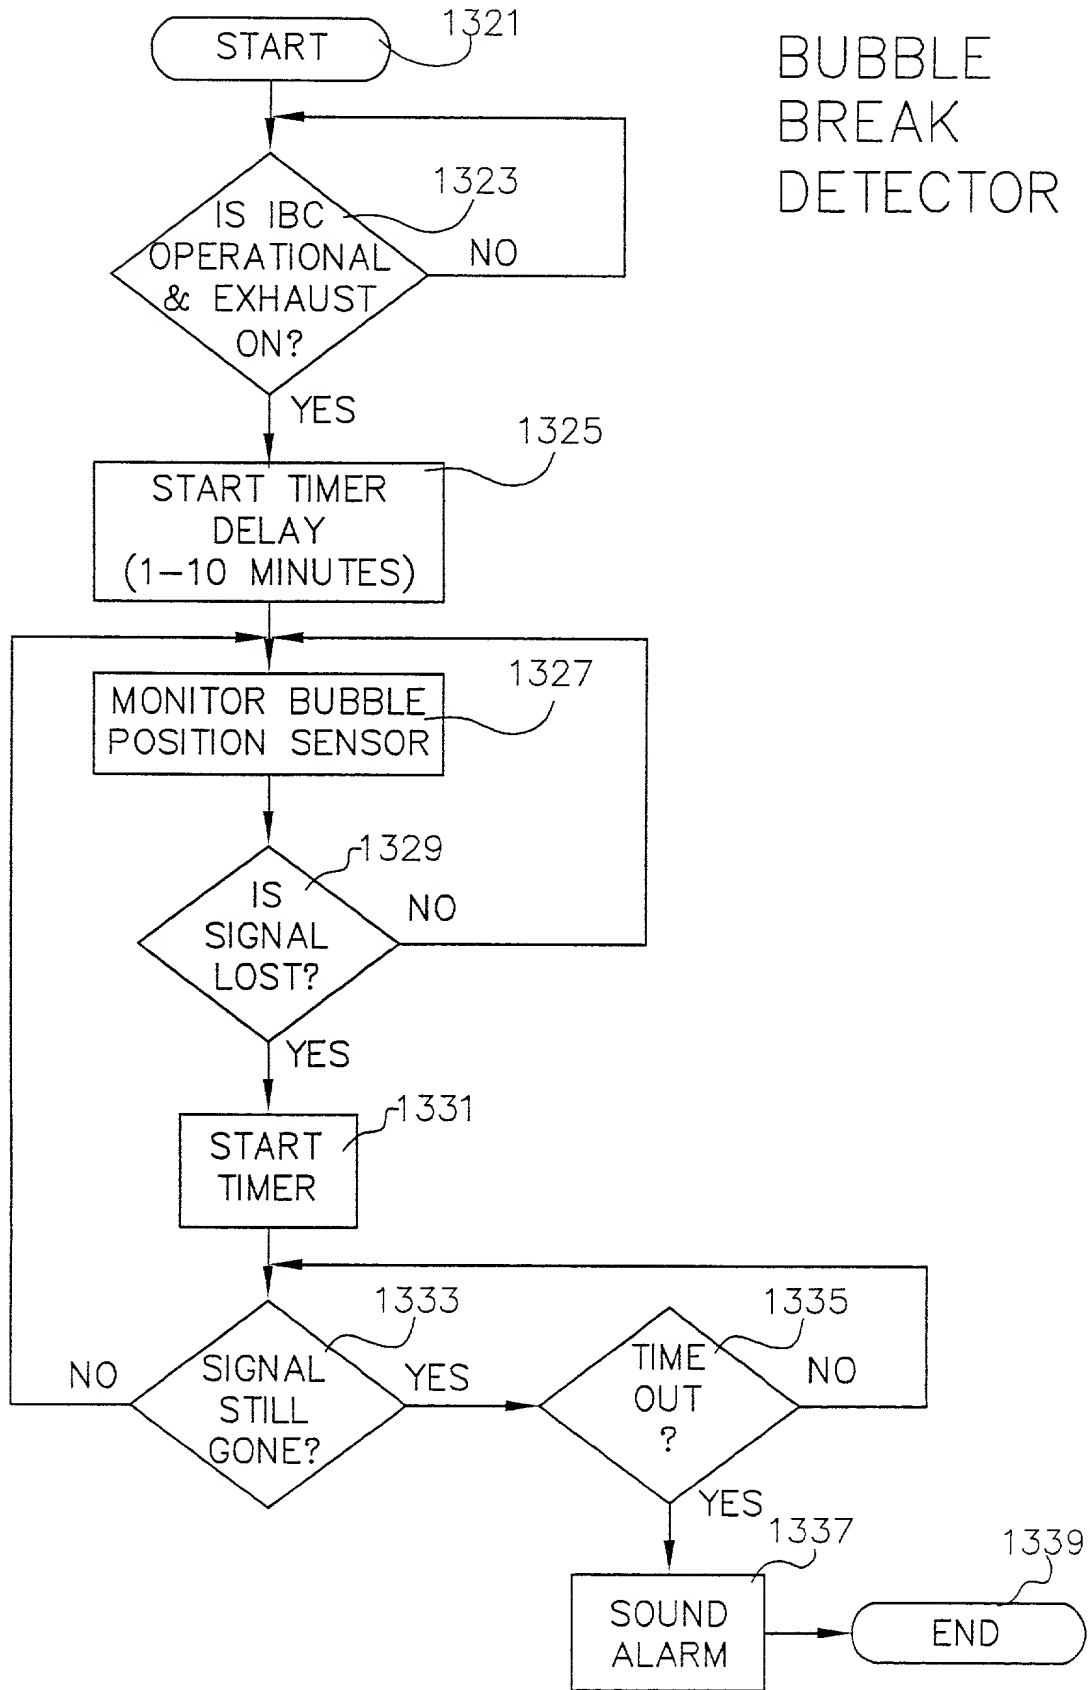 1321
START
BUBBLE
BREAK
DETECTOR
1323
IS IBC
OPERATIONAL
& EXHAUST
ON?
NO
YES
1325
START TIMER
DELAY
(1-10 MINUTES)
1327
MONITOR BUBBLE
POSITION SENSOR
1329
IS
SIGNAL
LOST?
NO
YES
1331
START
TIMER
1333
SIGNAL
STILL
GONE?
NO
YES
1335
TIME
OUT
?
NO
YES
1337
SOUND
ALARM
1339
END